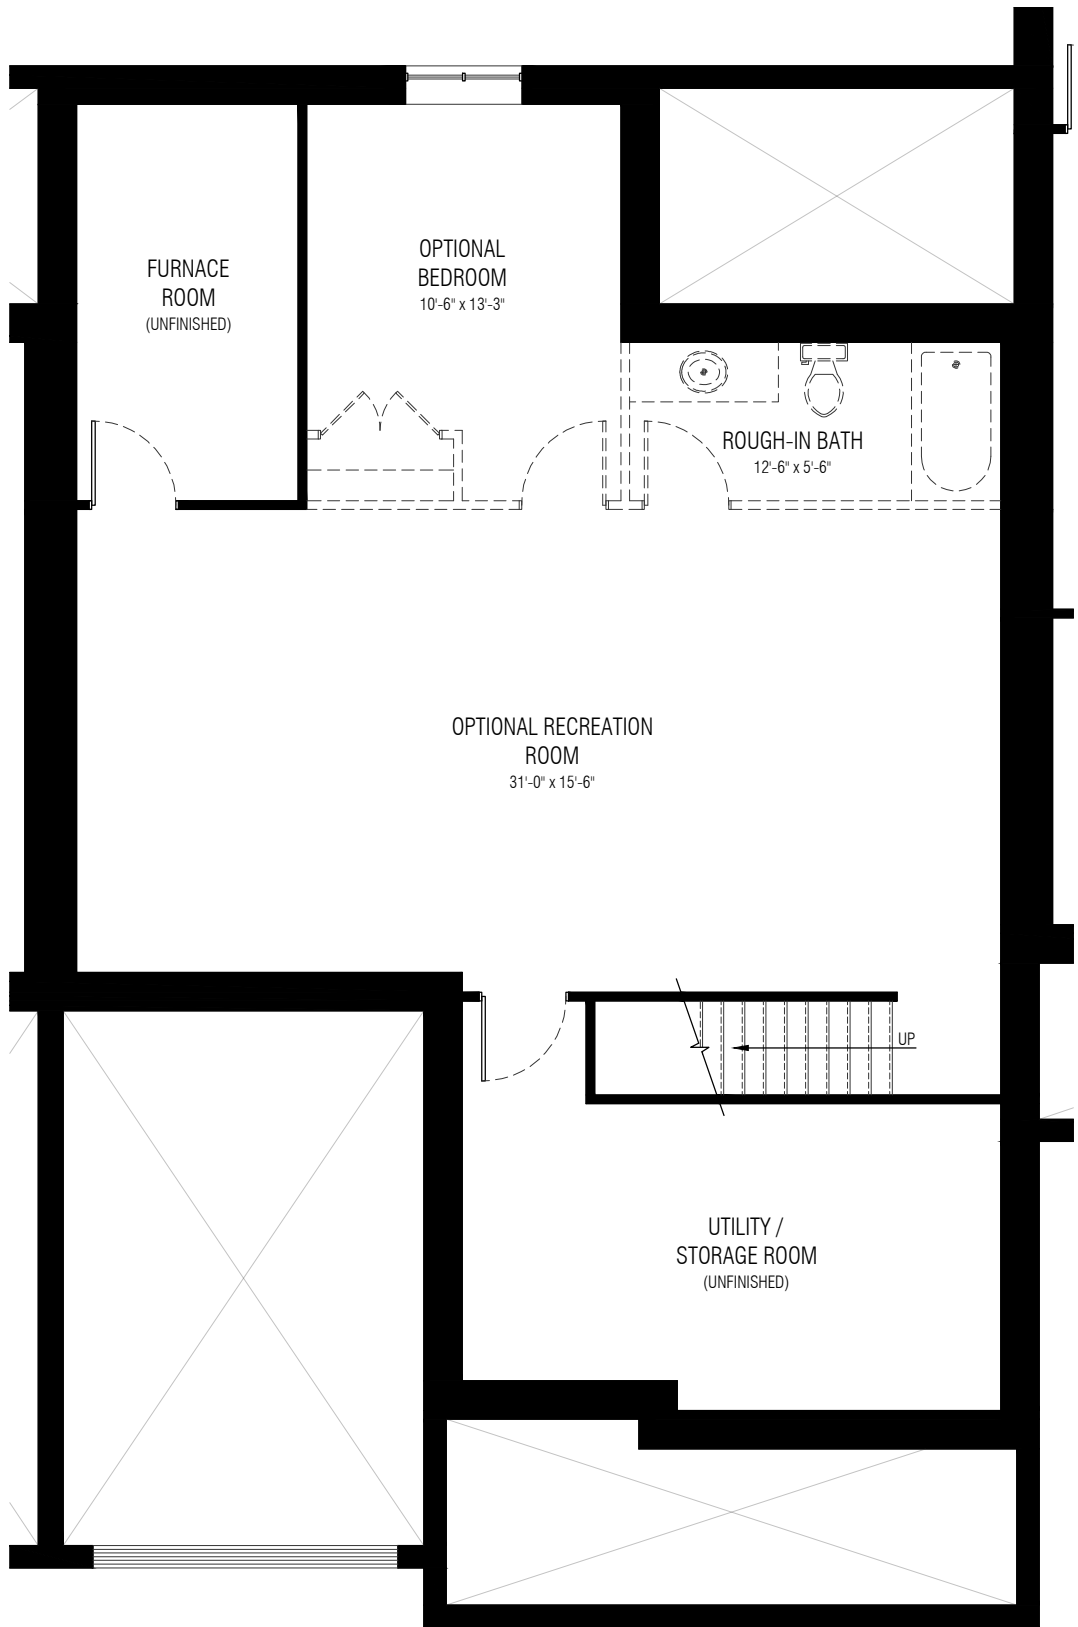 FURNACE
ROOM
(UNFINISHED)
OPTIONAL
BEDROOM
10'-6" x 13'-3"
ROUGH-IN BATH
12'-6" x 5'-6"
OPTIONAL RECREATION
ROOM
31'-0" x 15'-6"
UP
UTILITY /
STORAGE ROOM
(UNFINISHED)